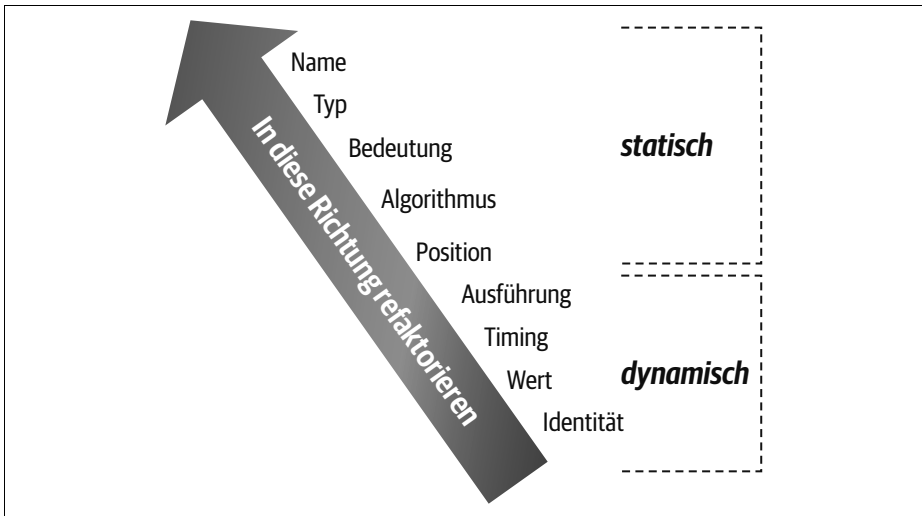 Name
Typ
Bedeutung
Algorithmus
Position
Ausführung
Timing
Wert
Identität
In diese Richtung refaktorieren
statisch
dynamisch